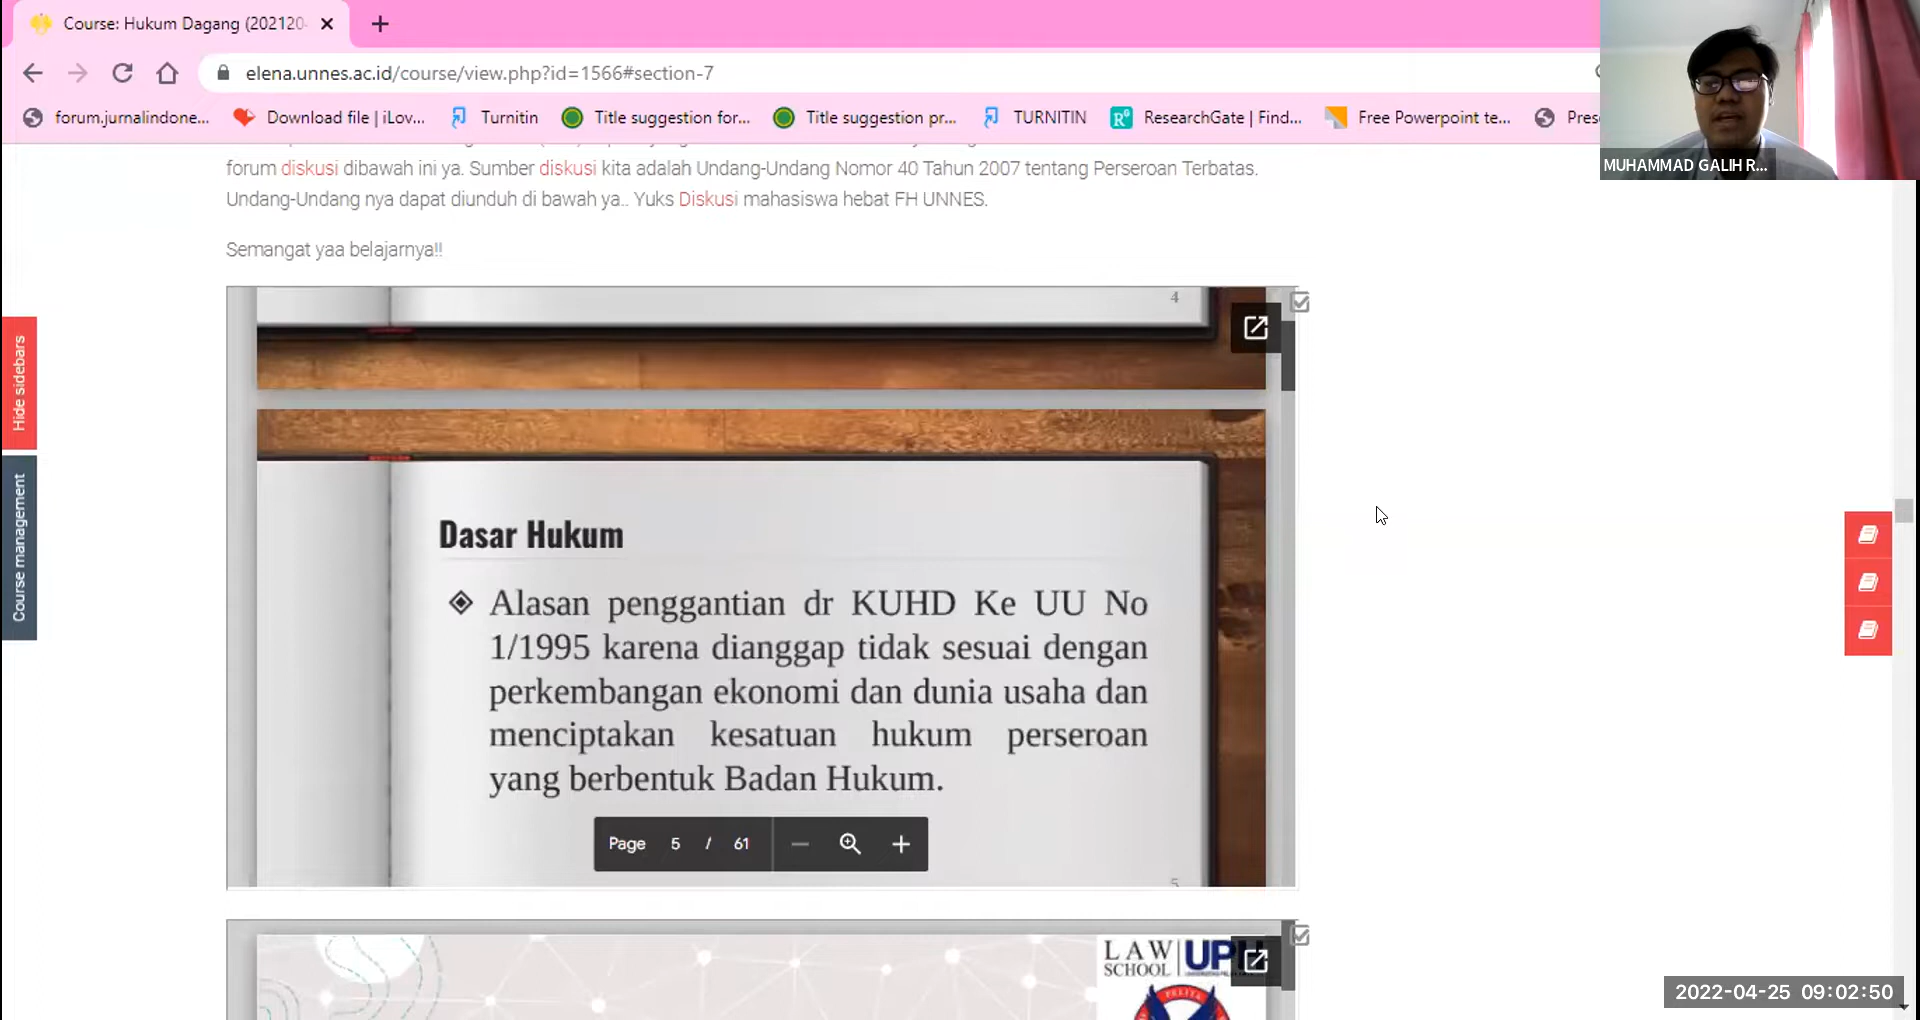 Course: Hukum Dagang (202120
elena.unnes.ac.id/course/view.php?id=1566#section-7
forum.jurnalindone...
Download file | iLov...
Turnitin
Title suggestion for...
Title suggestion pr...
TURNITIN
ResearchGate | Find...
Free Powerpoint te...
Pres
MUHAMMAD GALIH R...
forum diskusi dibawah ini ya. Sumber diskusi kita adalah Undang-Undang Nomor 40 Tahun 2007 tentang Perseroan Terbatas.
Undang-Undang nya dapat diunduh di bawah ya.. Yuks Diskusi mahasiswa hebat FH UNNES.
Semangat yaa belajarnya!!
Hide sidebars
Course management
4
Dasar Hukum
Alasan penggantian dr KUHD Ke UU No
1/1995 karena dianggap tidak sesuai dengan
perkembangan ekonomi dan dunia usaha dan
menciptakan kesatuan hukum perseroan
yang berbentuk Badan Hukum.
Page 5 / 61
5
LAW
SCHOOL
UPH
PELITA
2022-04-25 09:02:50